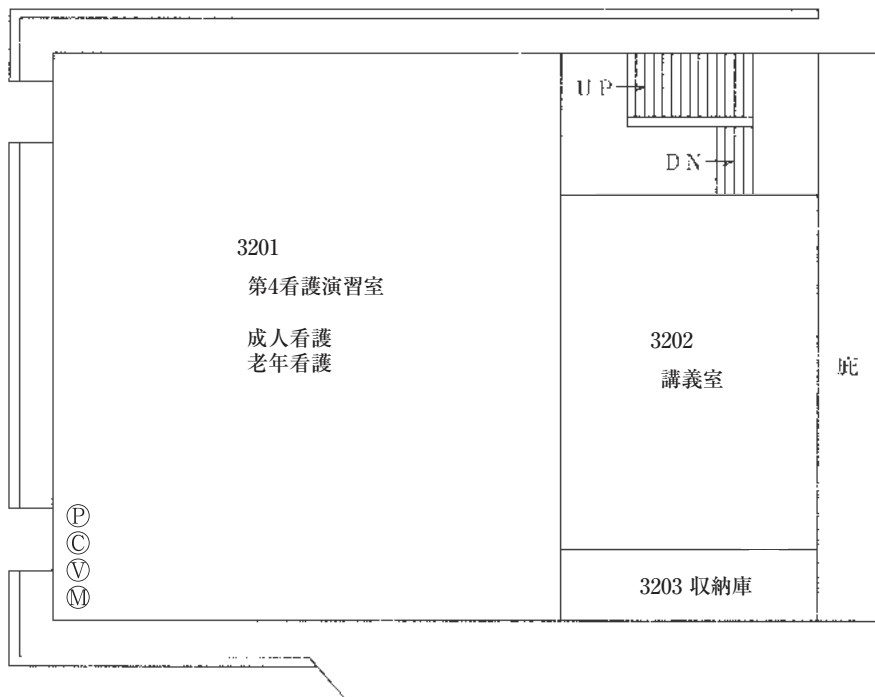 UP
DN
3201
第4看護演習室
成人看護
老年看護
3202
講義室
庇
Ⓟ
Ⓒ
Ⓥ
Ⓜ
3203 収納庫